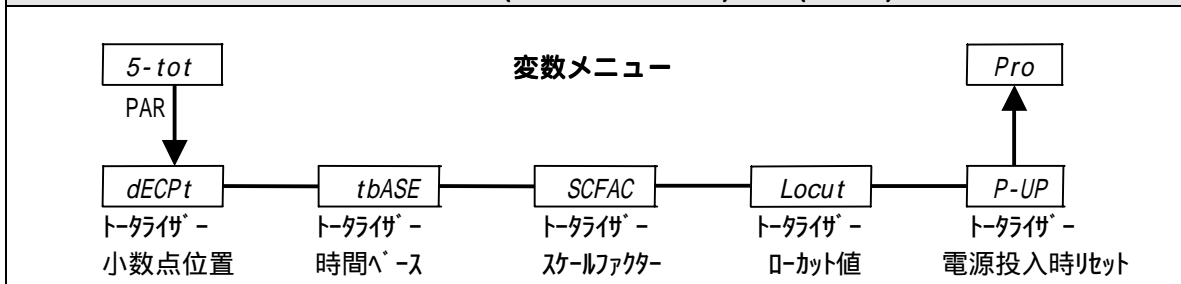 変数メニュー
5-tot
Pro
PAR
dECPt
tbASE
SCFAC
Locut
P-UP
ﾄｰﾀﾗｲｻﾞｰ
小数点位置
ﾄｰﾀﾗｲｻﾞｰ
時間ﾍﾞｰｽ
ﾄｰﾀﾗｲｻﾞｰ
ｽｹｰﾙﾌｧｸﾀｰ
ﾄｰﾀﾗｲｻﾞｰ
ﾛｰｶｯﾄ値
ﾄｰﾀﾗｲｻﾞｰ
電源投入時ﾘｾｯﾄ